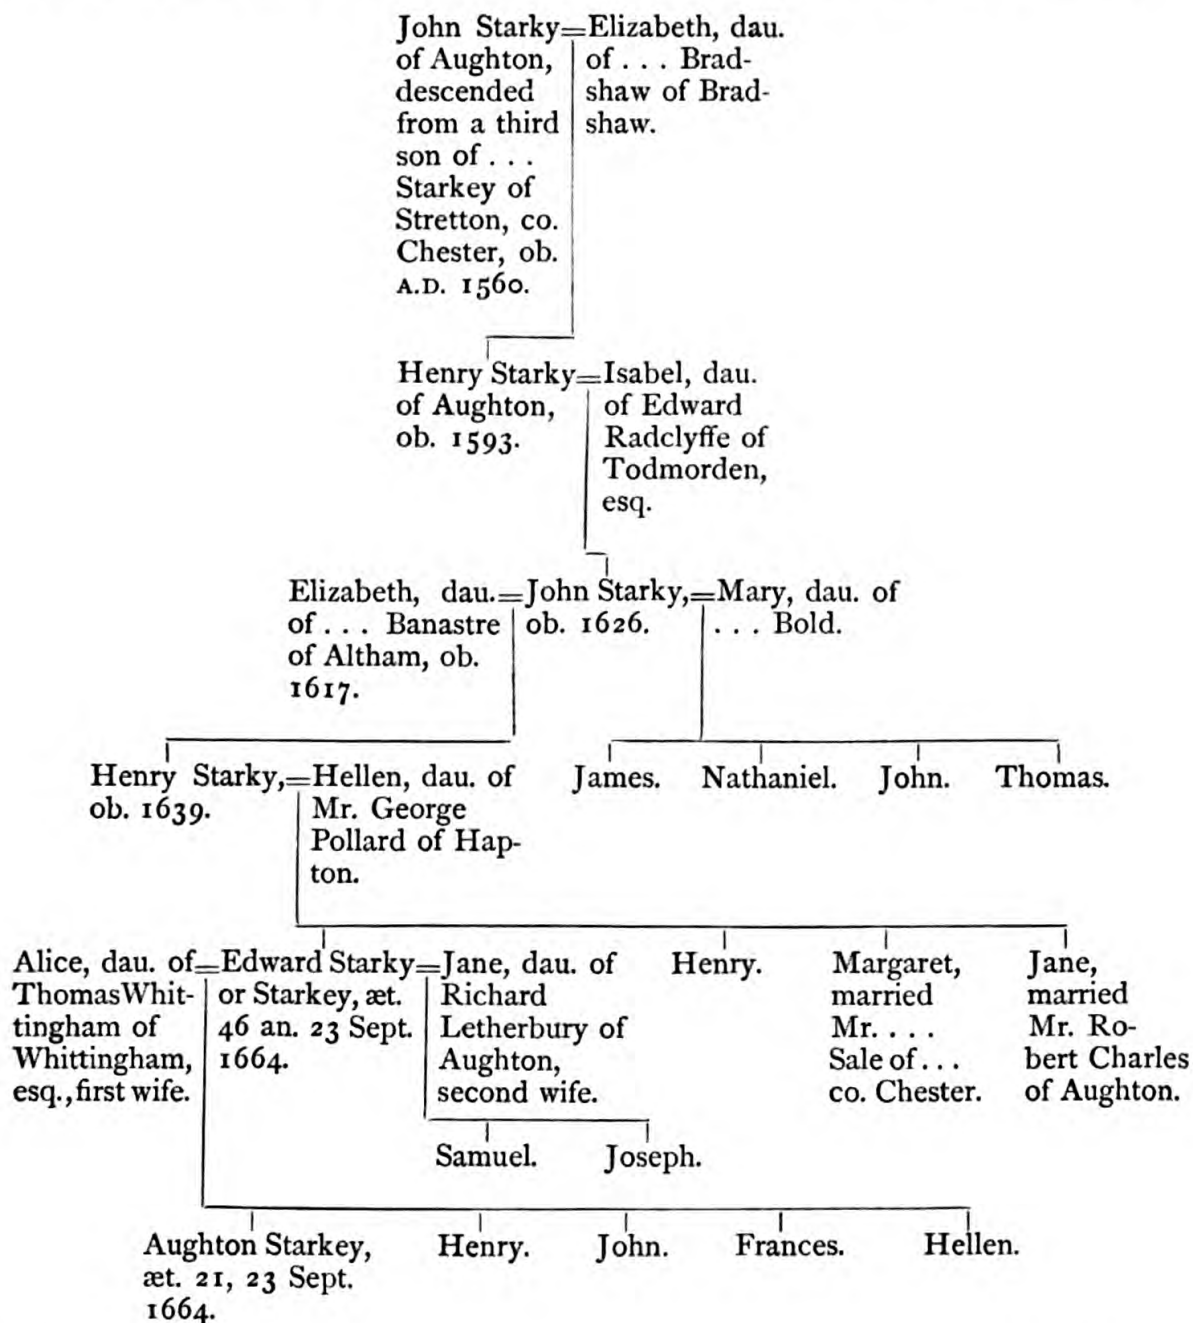 John Starky=Elizabeth, dau.
of Aughton, of . . . Brad-
descended shaw of Brad-
from a third shaw.
son of . . .
Starkey of
Stretton, co.
Chester, ob.
A.D. 1560.
Henry Starky=Isabel, dau.
of Aughton, of Edward
ob. 1593. Radclyffe of
Todmorden,
esq.
Elizabeth, dau.=John Starky,=Mary, dau. of
of . . . Banastre ob. 1626. . . . Bold.
of Altham, ob.
1617.
Henry Starky,=Hellen, dau. of James. Nathaniel. John. Thomas.
ob. 1639. Mr. George
Pollard of Hap-
ton.
Alice, dau. of=Edward Starky=Jane, dau. of Henry. Margaret, Jane,
Thomas Whit- or Starkey, æt. Richard married married
tingham of 46 an. 23 Sept. Letherbury of Mr. . . . Mr. Ro-
Whittingham, 1664. Aughton, Sale of . . . bert Charles
esq., first wife. second wife. co. Chester. of Aughton.
Samuel. Joseph.
Aughton Starkey, Henry. John. Frances. Hellen.
æt. 21, 23 Sept.
1664.